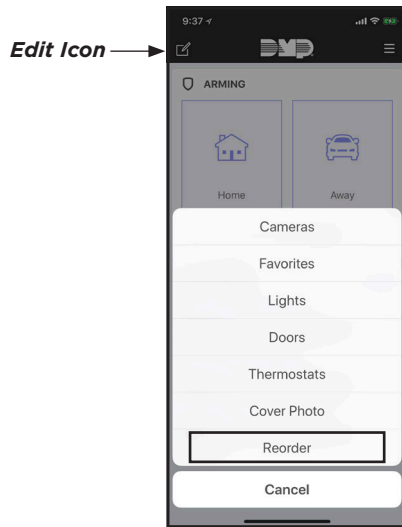 Edit Icon
9:37
DMP
ARMING
Home Away
Cameras
Favorites
Lights
Doors
Thermostats
Cover Photo
Reorder
Cancel